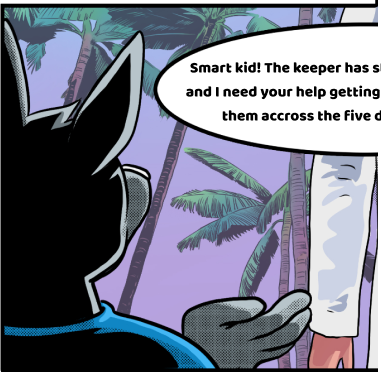 Smart kid! The keeper has
and I need your help getting
them accross the five